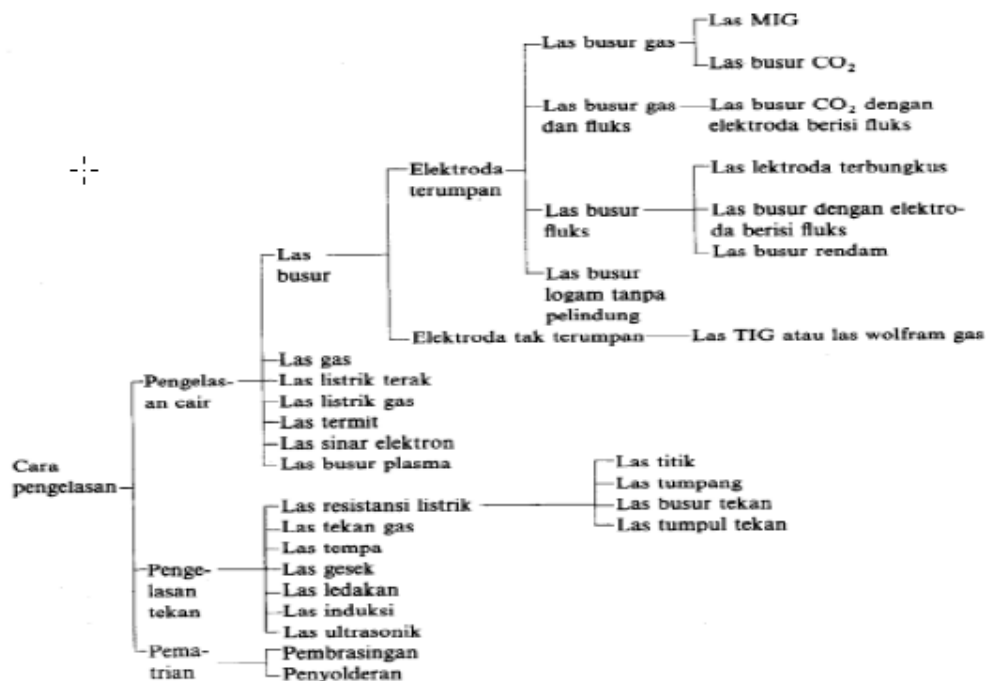 Las MIG
Las busur gas
Las busur CO₂
Las busur gas
dan fluks
Las busur CO₂ dengan
elektroda berisi fluks
Elektroda
terumpan
Las lektroda terbungkus
Las busur
fluks
Las busur dengan elektro-
da berisi fluks
Las busur rendam
Las
busur
Las busur
logam tanpa
pelindung
Elektroda tak terumpan
Las TIG atau las wolfram gas
Pengelas-
an cair
Las gas
Las listrik terak
Las listrik gas
Las termit
Las sinar elektron
Las busur plasma
Cara
pengelasan
Las titik
Las tumpang
Las busur tekan
Las tumpul tekan
Las resistansi listrik
Las tekan gas
Las tempa
Las gesek
Las ledakan
Las induksi
Las ultrasonik
Penge-
lasan
tekan
Pema-
trian
Pembrasingan
Penyolderan